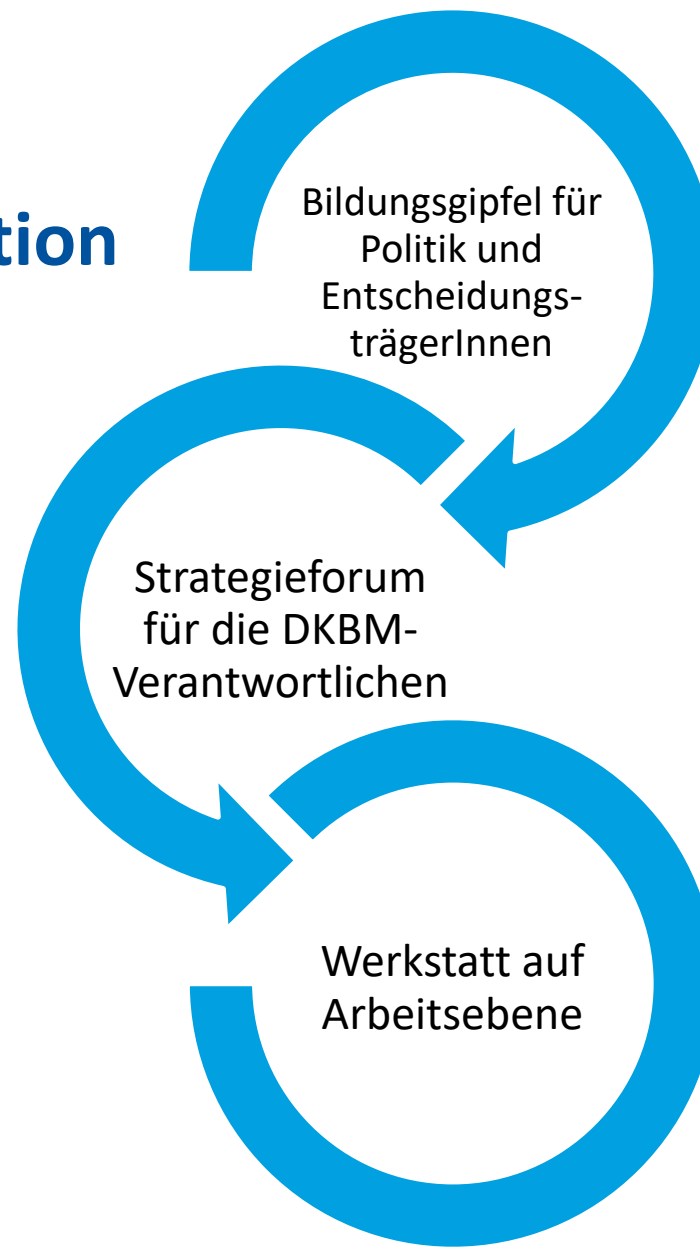 tion
Bildungsgipfel für
Politik und
Entscheidungs-
trägerInnen
Strategieforum
für die DKBM-
Verantwortlichen
Werkstatt auf
Arbeitsebene